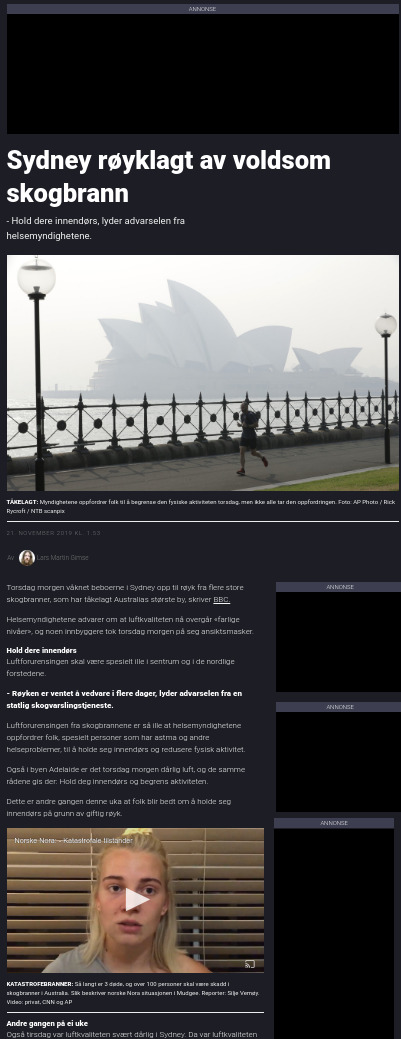 ANNONSE
Sydney røyklagt av voldsom
skogbrann
- Hold dere innendørs, lyder advarselen fra
helsemyndighetene.
TÅKELAGT: Myndighetene oppfordrer folk til å begrense den fysiske aktiviteten torsdag, men ikke alle tar den oppfordringen. Foto: AP Photo / Rick
Rycroft / NTB scanpix
21. NOVEMBER 2019 KL. 1.53
Av Lars Martin Gimse
Torsdag morgen våknet beboerne i Sydney opp til røyk fra flere store
skogbranner, som har tåkelagt Australias største by, skriver BBC.
Helsemyndighetene advarer om at luftkvaliteten nå overgår «farlige
nivåer», og noen innbyggere tok torsdag morgen på seg ansiktsmasker.
Hold dere innendørs
Luftforurensingen skal være spesielt ille i sentrum og i de nordlige
forstedene.
- Røyken er ventet å vedvare i flere dager, lyder advarselen fra en
statlig skogvarslingstjeneste.
Luftforurensingen fra skogbrannene er så ille at helsemyndighetene
oppfordrer folk, spesielt personer som har astma og andre
helseproblemer, til å holde seg innendørs og redusere fysisk aktivitet.
Også i byen Adelaide er det torsdag morgen dårlig luft, og de samme
rådene gis der: Hold deg innendørs og begrens aktiviteten.
Dette er andre gangen denne uka at folk blir bedt om å holde seg
innendørs på grunn av giftig røyk.
Norske Nora: - Katastrofale tilstander
KATASTROFEBRANNER: Så langt er 3 døde, og over 100 personer skal være skadd i
skogbranner i Australia. Slik beskriver norske Nora situasjonen i Mudgee. Reporter: Silje Vernøy.
Video: privat, CNN og AP
Andre gangen på ei uke
Også tirsdag var luftkvaliteten svært dårlig i Sydney. Da var luftkvaliteten
ANNONSE
ANNONSE
ANNONSE